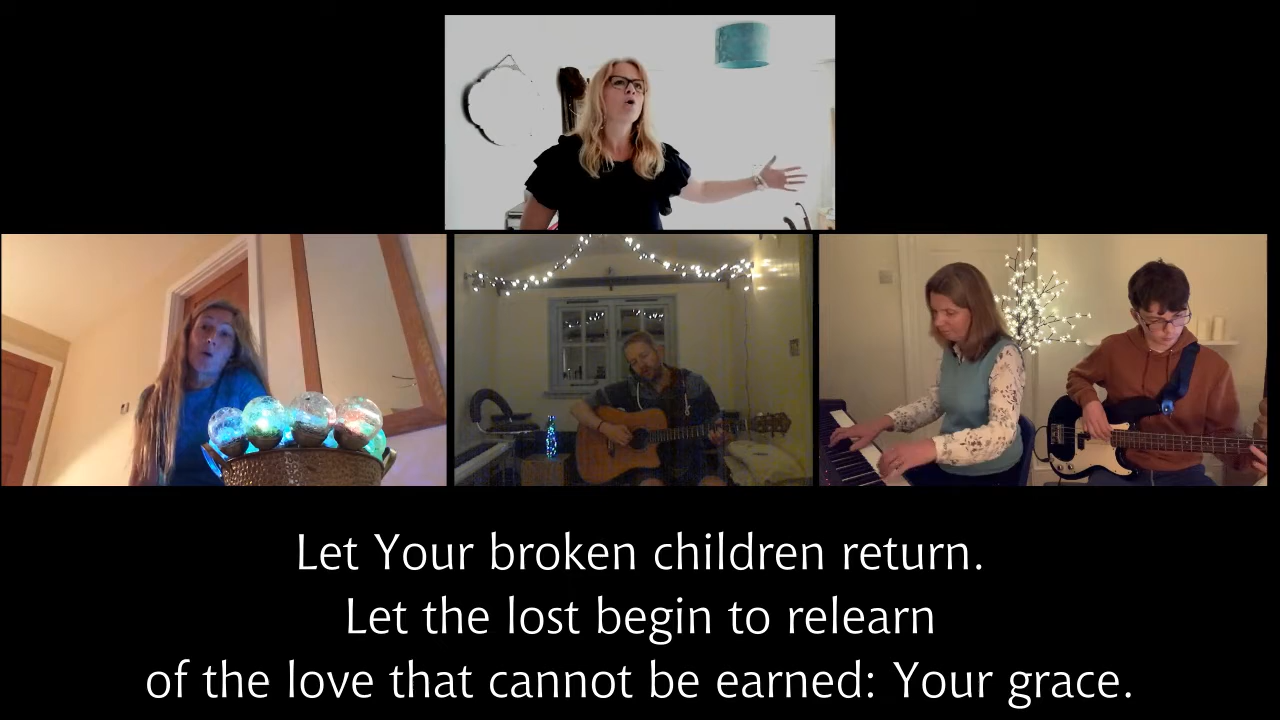 Let Your broken children return.
Let the lost begin to relearn
of the love that cannot be earned: Your grace.